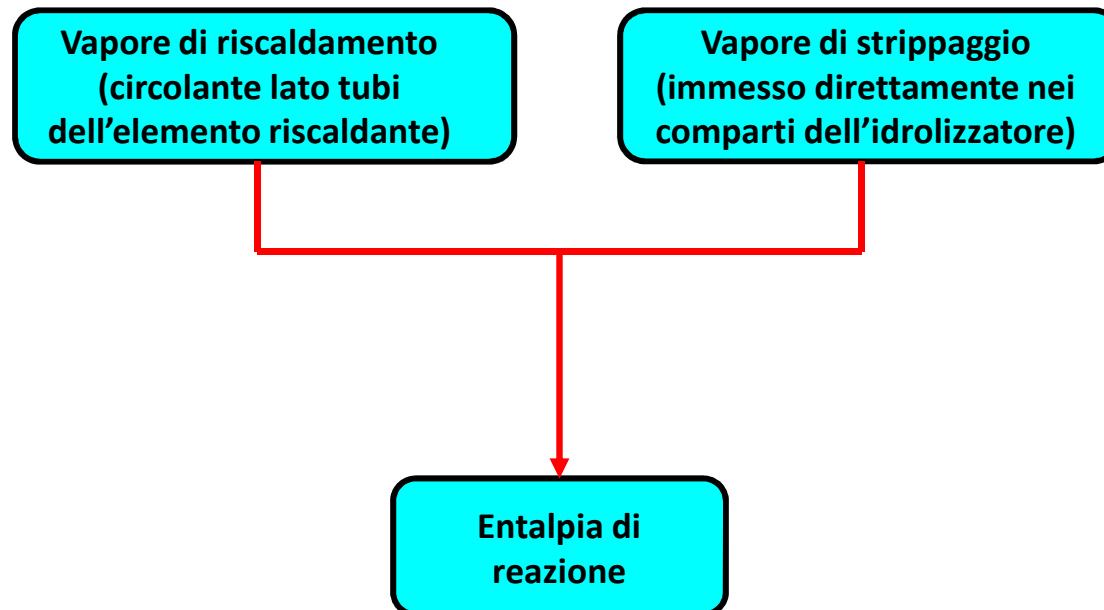 Vapore di riscaldamento
(circolante lato tubi
dell’elemento riscaldante)
Vapore di strippaggio
(immesso direttamente nei
comparti dell’idrolizzatore)
Entalpia di
reazione